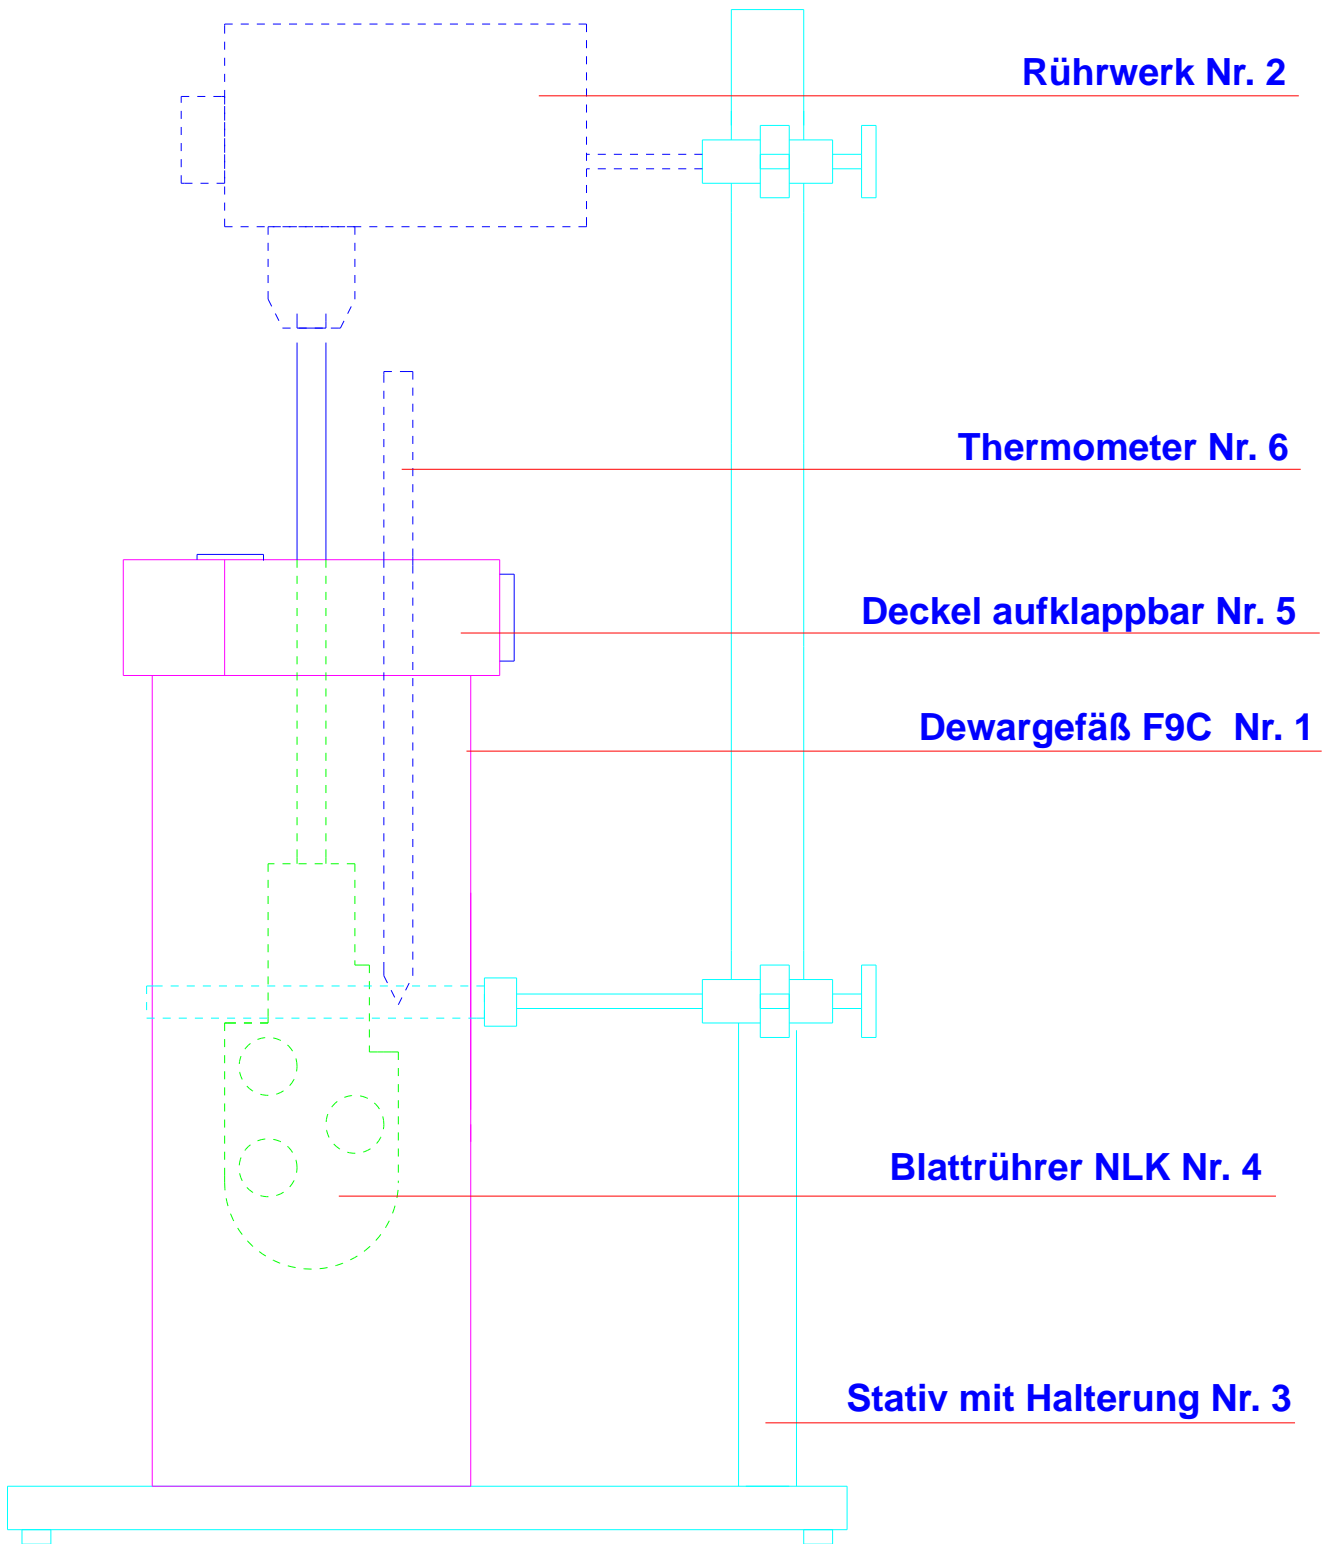 Rührwerk Nr. 2
Thermometer Nr. 6
Deckel aufklappbar Nr. 5
Dewargefäß F9C  Nr. 1
Blattrührer NLK Nr. 4
Stativ mit Halterung Nr. 3